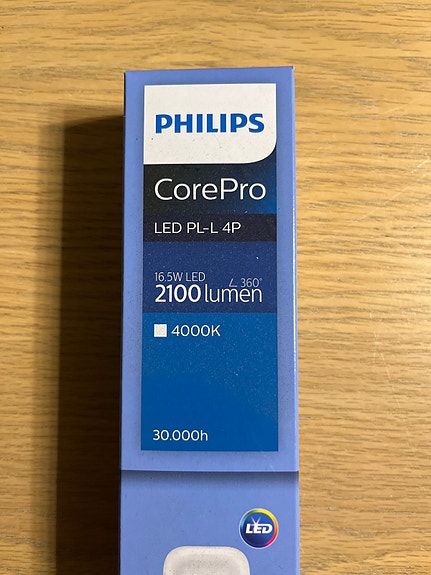 PHILIPS
CorePro
LED PL-L 4P
16.5W LED
∠ 360°
2100 lumen
4000K
30.000h
LED